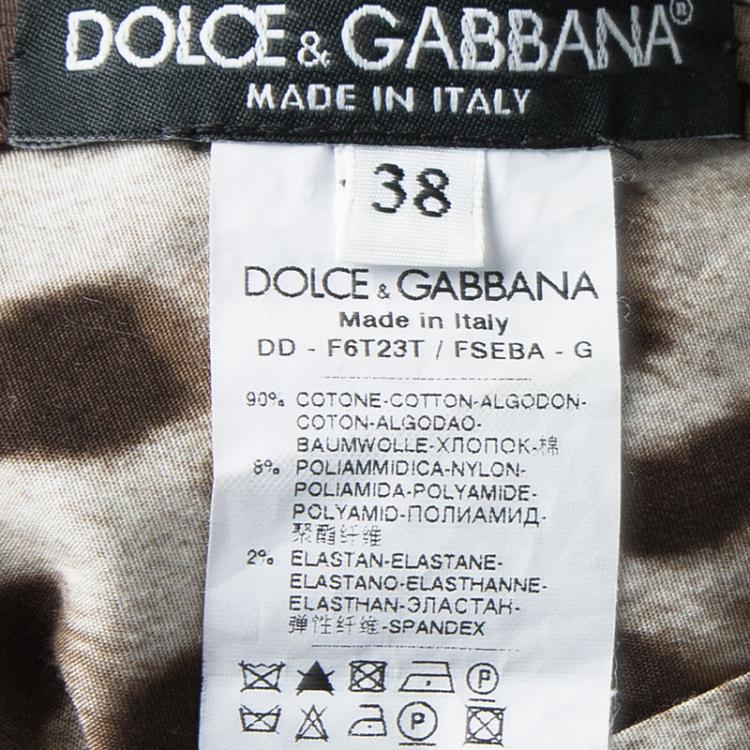 DOLCE & GABBANA®
MADE IN ITALY
38
DOLCE & GABBANA
Made in Italy
DD - F6T23T / FSEBA - G
90% COTONE-COTTON-ALGODON-
COTON-ALGODAO-
BAUMWOLLE-ХЛОПОК-棉
8% POLIAMMIDICA-NYLON-
POLIAMIDA-POLYAMIDE-
POLYAMID-ПОЛИАМИД-
聚酯纤维
2% ELASTAN-ELASTANE-
ELASTANO-ELASTHANNE-
ELASTHAN-ЭЛАСТАН-
弹性纤维-SPANDEX
P
P